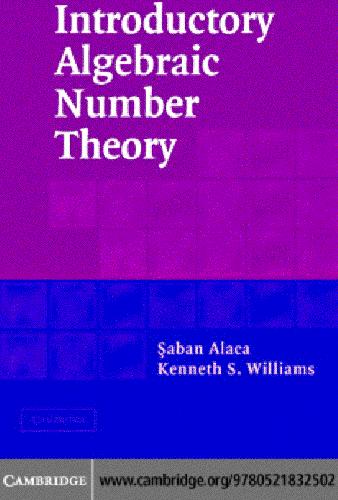 Introductory
Algebraic
Number
Theory
Şaban Alaca
Kenneth S. Williams
CAMBRIDGE
www.cambridge.org/9780521832502